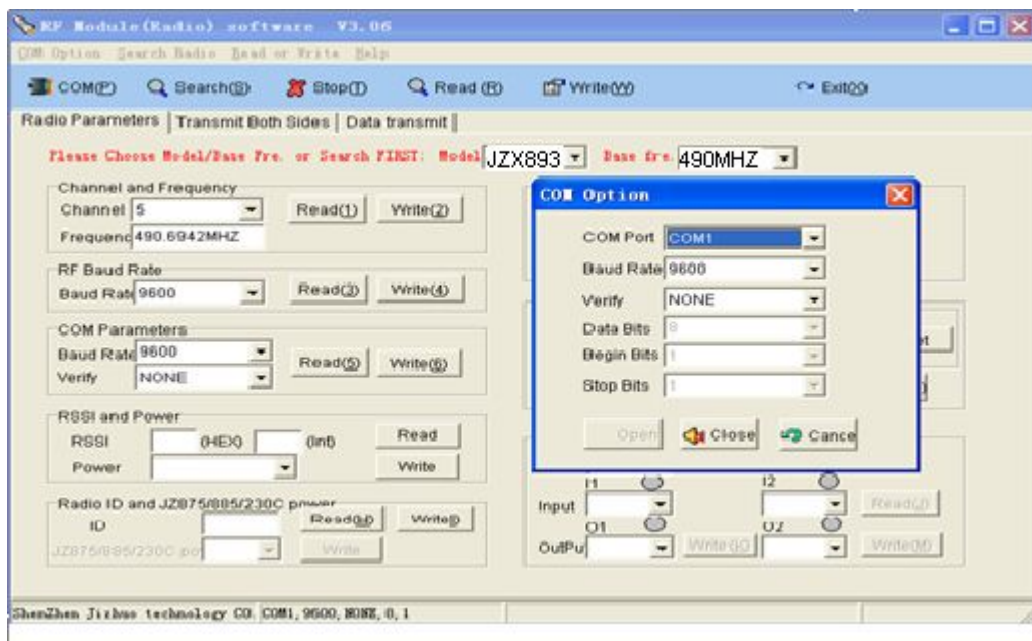 RF Module(Radio) software V3.06
COM Option Search Radio Read or Write Help
COM(P) Search(S) Stop(T) Read (R) Write(W) Exit(X)
Radio Parameters Transmit Both Sides Data transmit
Please Choose Model/Base Fre. or Search FIRST: Model JZX893 Base fre. 490MHZ
Channel and Frequency
Channel 5 Read(1) Write(2)
Frequenc 490.6942MHZ
RF Baud Rate
Baud Rat 9600 Read(3) Write(4)
COM Parameters
Baud Rate 9600
Verify NONE Read(5) Write(6)
RSSI and Power
RSSI (HEX) (Int) Read
Power Write
Radio ID and JZ875/885/230C power
ID Write
JZ875/885/230C po Write
COM Option
COM Port COM1
Baud Rate 9600
Verify NONE
Data Bits 8
Begin Bits 1
Stop Bits 1
Open Close Cance
I1 I2
Input Read(J)
O1 O2
OutPu Write(K) Write(M)
ShenZhen Jizhuo technology CO. COM1, 9600, NONE, 0, 1